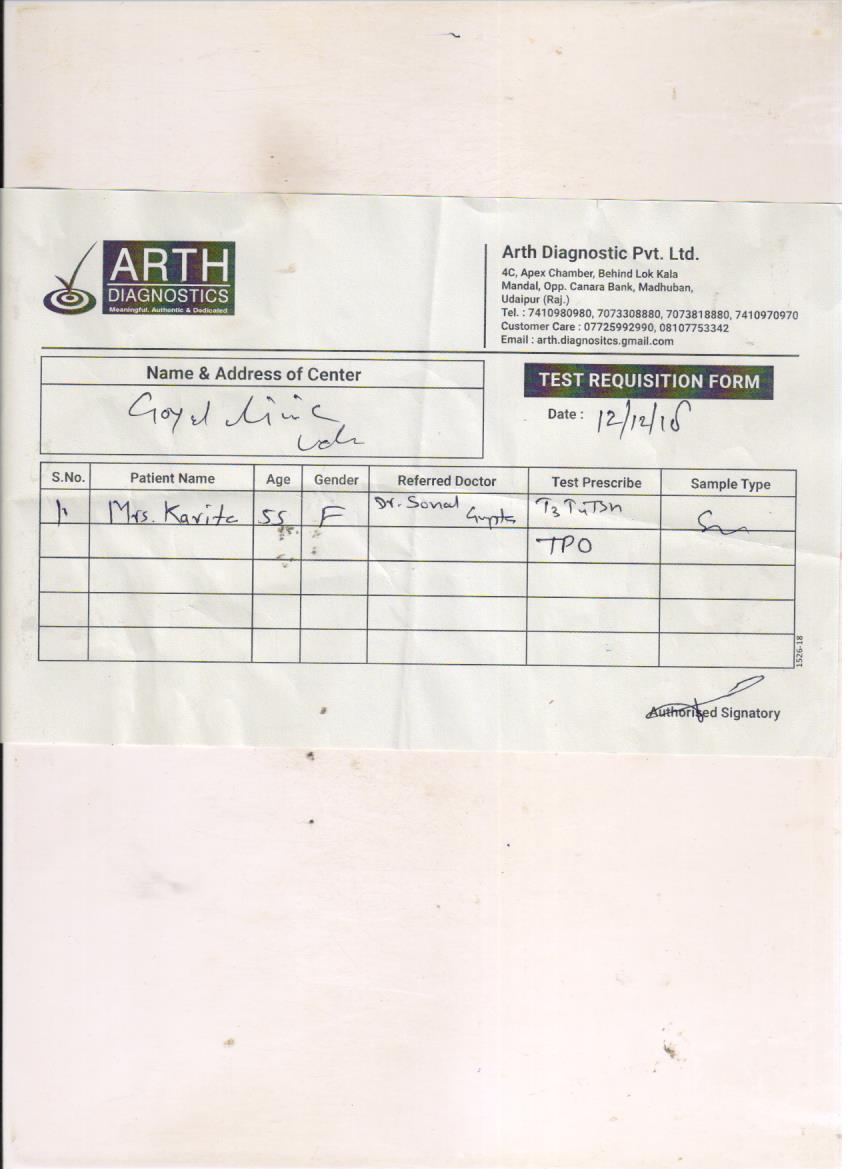 ARTH
DIAGNOSTICS
Meaningful. Authentic & Dedicated
Arth Diagnostic Pvt. Ltd.
4C, Apex Chamber, Behind Lok Kala
Mandal, Opp. Canara Bank, Madhuban,
Udaipur (Raj.)
Tel. : 7410980980, 7073308880, 7073818880, 7410970970
Customer Care : 07725992990, 08107753342
Email : arth.diagnositcs.gmail.com
Name & Address of Center
Goyal
TEST REQUISITION FORM
Date : 12/12/18
S.No. Patient Name Age Gender Referred Doctor Test Prescribe Sample Type
1. Mrs. Kavita 55 F Dr. Sonal Gupta T3 T4 TSH
TPO
1526-18
Authorised Signatory